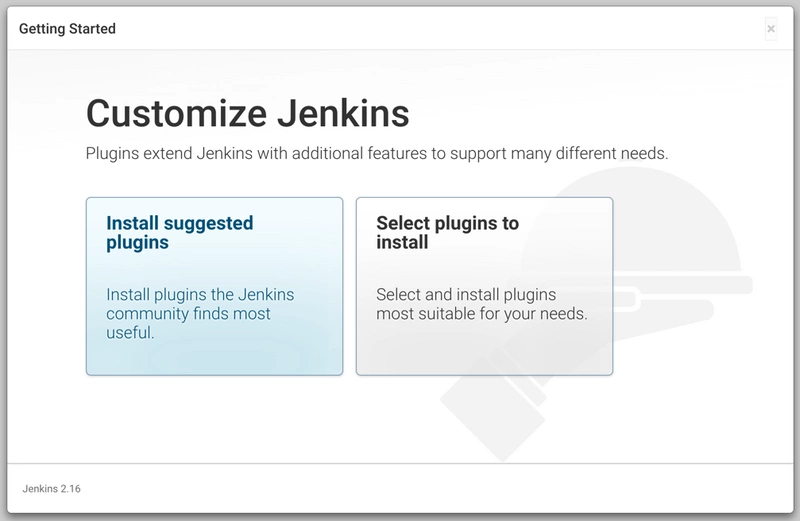 Getting Started
×
Customize Jenkins
Plugins extend Jenkins with additional features to support many different needs.
Install suggested
plugins
Install plugins the Jenkins
community finds most
useful.
Select plugins to
install
Select and install plugins
most suitable for your needs.
Jenkins 2.16